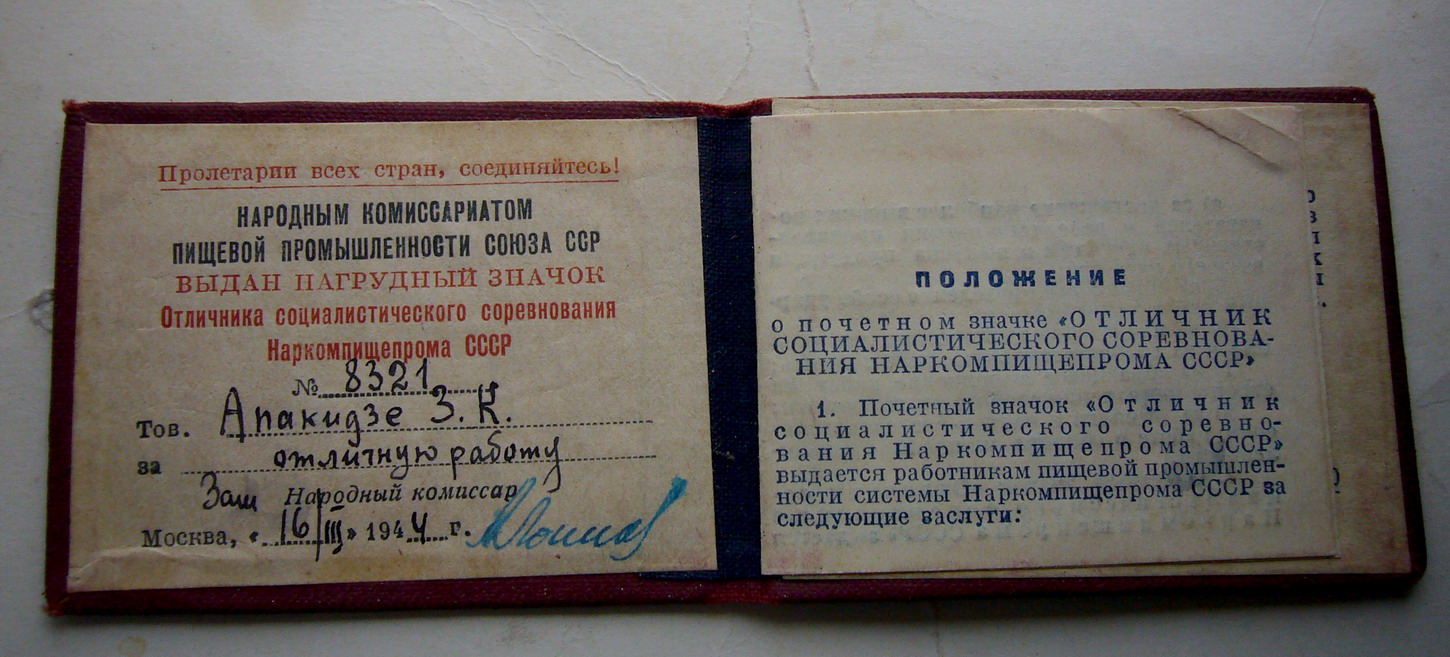 Пролетарии всех стран, соединяйтесь!
НАРОДНЫМ КОМИССАРИАТОМ
ПИЩЕВОЙ ПРОМЫШЛЕННОСТИ СОЮЗА ССР
ВЫДАН НАГРУДНЫЙ ЗНАЧОК
Отличника социалистического соревнования
Наркомпищепрома СССР
№ 8321
Тов. Апакидзе З. К.
за отличную работу
Зам Народный комиссар
Москва, «16/III» 1944 г.
ПОЛОЖЕНИЕ
о почетном значке «ОТЛИЧНИК
СОЦИАЛИСТИЧЕСКОГО СОРЕВНОВА-
НИЯ НАРКОМПИЩЕПРОМА СССР»
1. Почетный значок «Отличник
социалистического соревно-
вания Наркомпищепрома СССР»
выдается работникам пищевой промышлен-
ности системы Наркомпищепрома СССР за
следующие заслуги: